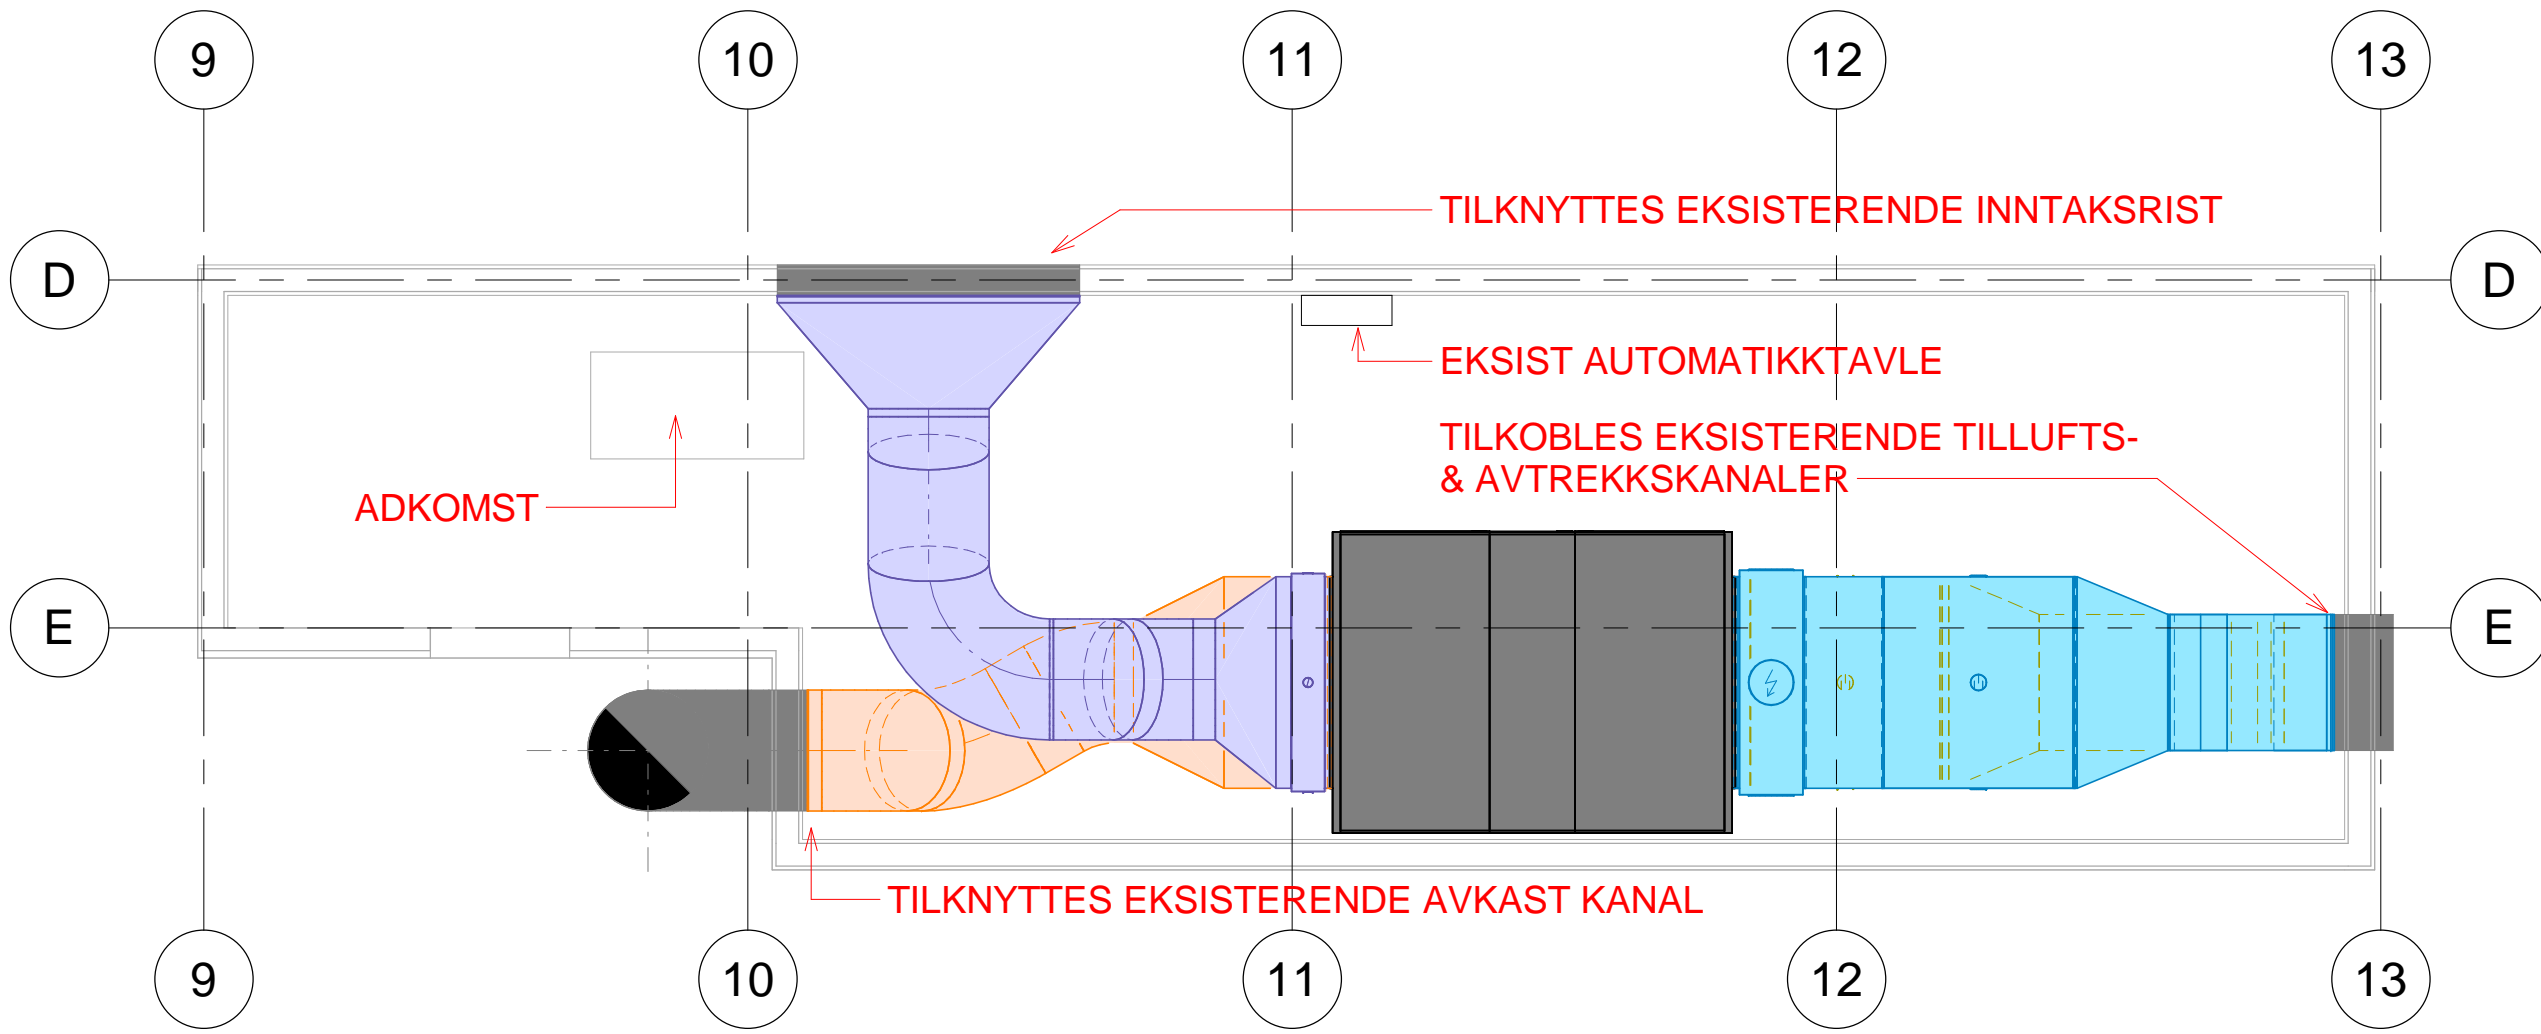 9
10
11
12
13
TILKNYTTES EKSISTERENDE INNTAKSRIST
D
D
EKSIST AUTOMATIKKTAVLE
TILKOBLES EKSISTERENDE TILLUFTS-
& AVTREKKSKANALER
ADKOMST
E
E
TILKNYTTES EKSISTERENDE AVKAST KANAL
9
10
11
12
13